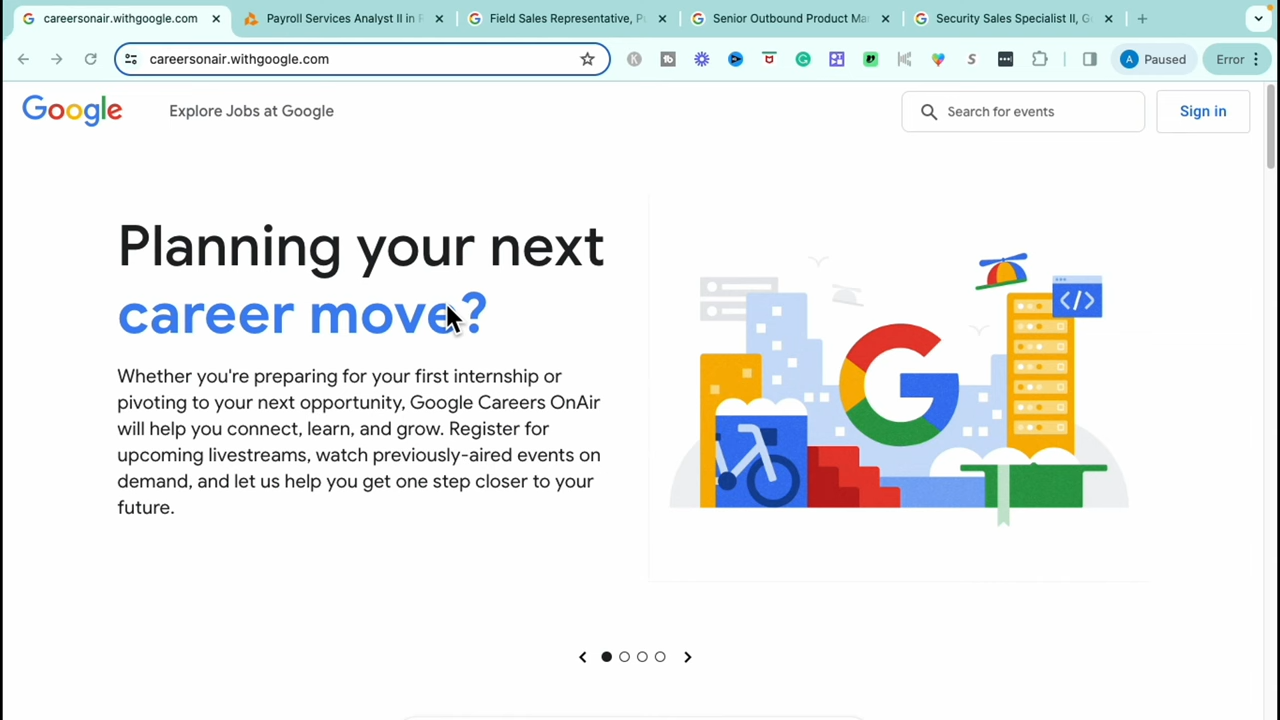 careersonair.withgoogle.com
Payroll Services Analyst II in
Field Sales Representative,
Senior Outbound Product Ma
Security Sales Specialist II,
careersonair.withgoogle.com
A Paused
Error
Google
Explore Jobs at Google
Search for events
Sign in
Planning your next
career move?
Whether you're preparing for your first internship or
pivoting to your next opportunity, Google Careers OnAir
will help you connect, learn, and grow. Register for
upcoming livestreams, watch previously-aired events on
demand, and let us help you get one step closer to your
future.
G
</>